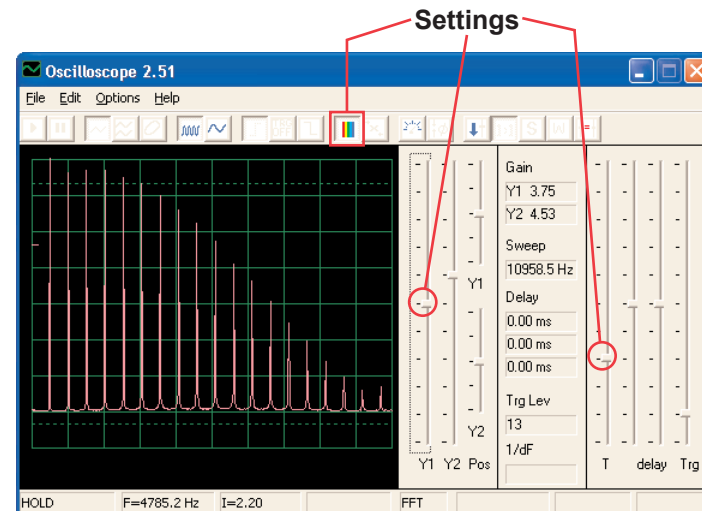 Settings
Oscilloscope 2.51
File Edit Options Help
Gain
Y1 3.75
Y2 4.53
Sweep
10958.5 Hz
Delay
0.00 ms
0.00 ms
0.00 ms
Trg Lev
13
1/dF
Y1
Y2
Y1 Y2 Pos
T delay Trg
HOLD F=4785.2 Hz I=2.20 FFT